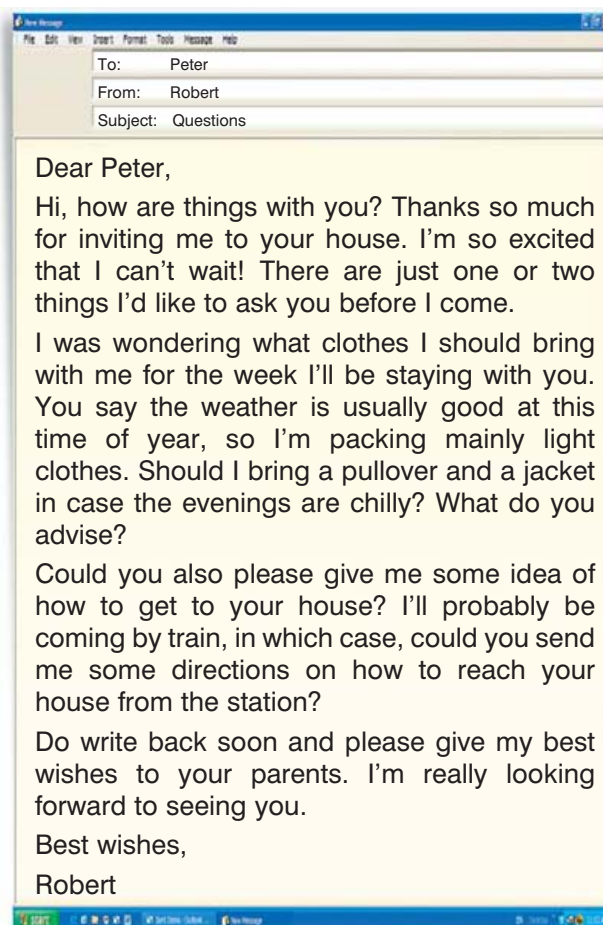 New Message
File Edit View Insert Format Tools Message Help
To: Peter
From: Robert
Subject: Questions
Dear Peter,
Hi, how are things with you? Thanks so much
for inviting me to your house. I'm so excited
that I can't wait! There are just one or two
things I'd like to ask you before I come.
I was wondering what clothes I should bring
with me for the week I'll be staying with you.
You say the weather is usually good at this
time of year, so I'm packing mainly light
clothes. Should I bring a pullover and a jacket
in case the evenings are chilly? What do you
advise?
Could you also please give me some idea of
how to get to your house? I'll probably be
coming by train, in which case, could you send
me some directions on how to reach your
house from the station?
Do write back soon and please give my best
wishes to your parents. I'm really looking
forward to seeing you.
Best wishes,
Robert
start New Message